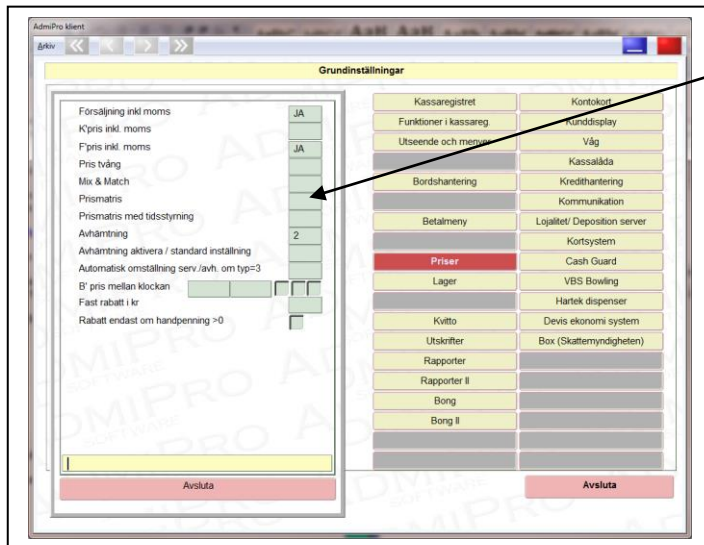 AdmiPro klient
Arkiv
Grundinställningar
Försäljning inkl moms JA
K'pris inkl. moms
F'pris inkl. moms JA
Pris tvång
Mix & Match
Prismatris
Prismatris med tidsstyrning
Avhämtning 2
Avhämtning aktivera / standard inställning
Automatisk omställning serv./avh. om typ=3
B' pris mellan klockan
Fast rabatt i kr
Rabatt endast om handpenning >0
Avsluta
Kassaregistret Kontokort
Funktioner i kassareg. Kunddisplay
Utseende och menyer Våg
Kassalåda
Bordshantering Kredithantering
Kommunikation
Betalmeny Lojalitet/ Deposition server
Kortsystem
Priser Cash Guard
Lager VBS Bowling
Hartek dispenser
Kvitto Devis ekonomi system
Utskrifter Box (Skattemyndigheten)
Rapporter
Rapporter II
Bong
Bong II
Avsluta